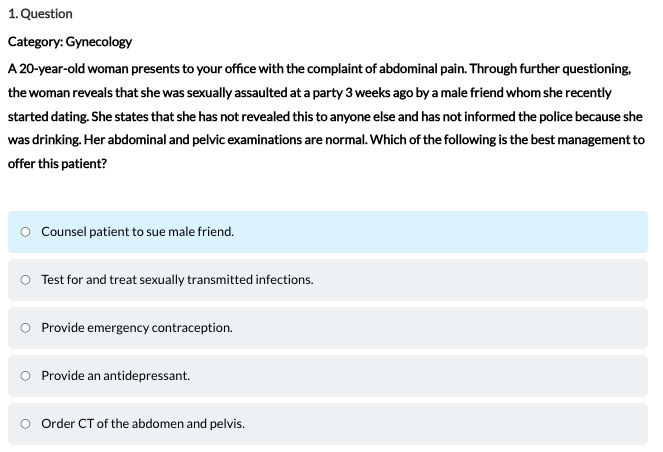 1. Question
Category: Gynecology
A 20-year-old woman presents to your office with the complaint of abdominal pain. Through further questioning,
the woman reveals that she was sexually assaulted at a party 3 weeks ago by a male friend whom she recently
started dating. She states that she has not revealed this to anyone else and has not informed the police because she
was drinking. Her abdominal and pelvic examinations are normal. Which of the following is the best management to
offer this patient?
Counsel patient to sue male friend.
Test for and treat sexually transmitted infections.
Provide emergency contraception.
Provide an antidepressant.
Order CT of the abdomen and pelvis.